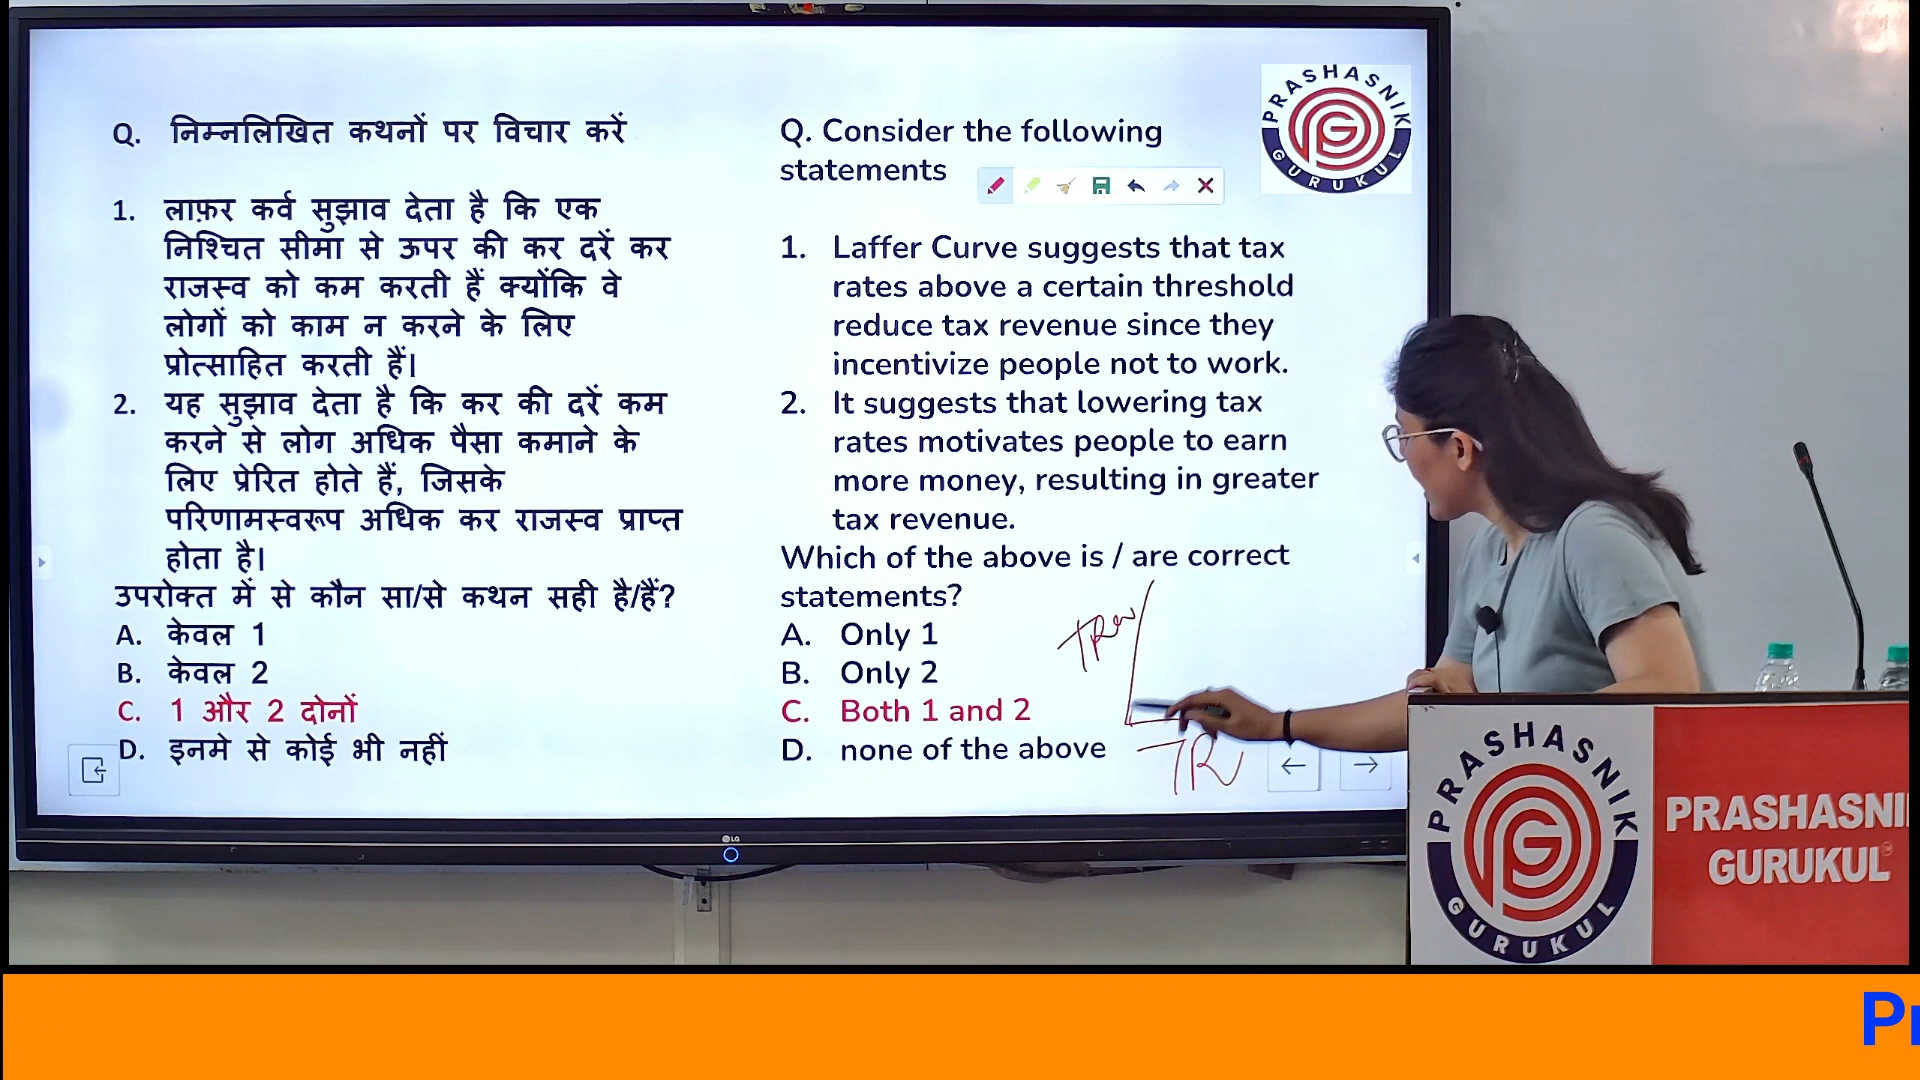 Q. निम्नलिखित कथनों पर विचार करें
1. लाफ़र कर्व सुझाव देता है कि एक
निश्चित सीमा से ऊपर की कर दरें कर
राजस्व को कम करती हैं क्योंकि वे
लोगों को काम न करने के लिए
प्रोत्साहित करती हैं।
2. यह सुझाव देता है कि कर की दरें कम
करने से लोग अधिक पैसा कमाने के
लिए प्रेरित होते हैं, जिसके
परिणामस्वरूप अधिक कर राजस्व प्राप्त
होता है।
उपरोक्त में से कौन सा/से कथन सही है/हैं?
A. केवल 1
B. केवल 2
C. 1 और 2 दोनों
D. इनमे से कोई भी नहीं
Q. Consider the following
statements
1. Laffer Curve suggests that tax
rates above a certain threshold
reduce tax revenue since they
incentivize people not to work.
2. It suggests that lowering tax
rates motivates people to earn
more money, resulting in greater
tax revenue.
Which of the above is / are correct
statements?
A. Only 1
B. Only 2
C. Both 1 and 2
D. none of the above
TR
PRASHASNIK
GURUKUL
LG
PRASHASNIK
GURUKUL
PRASHASNI
GURUKUL
Pr